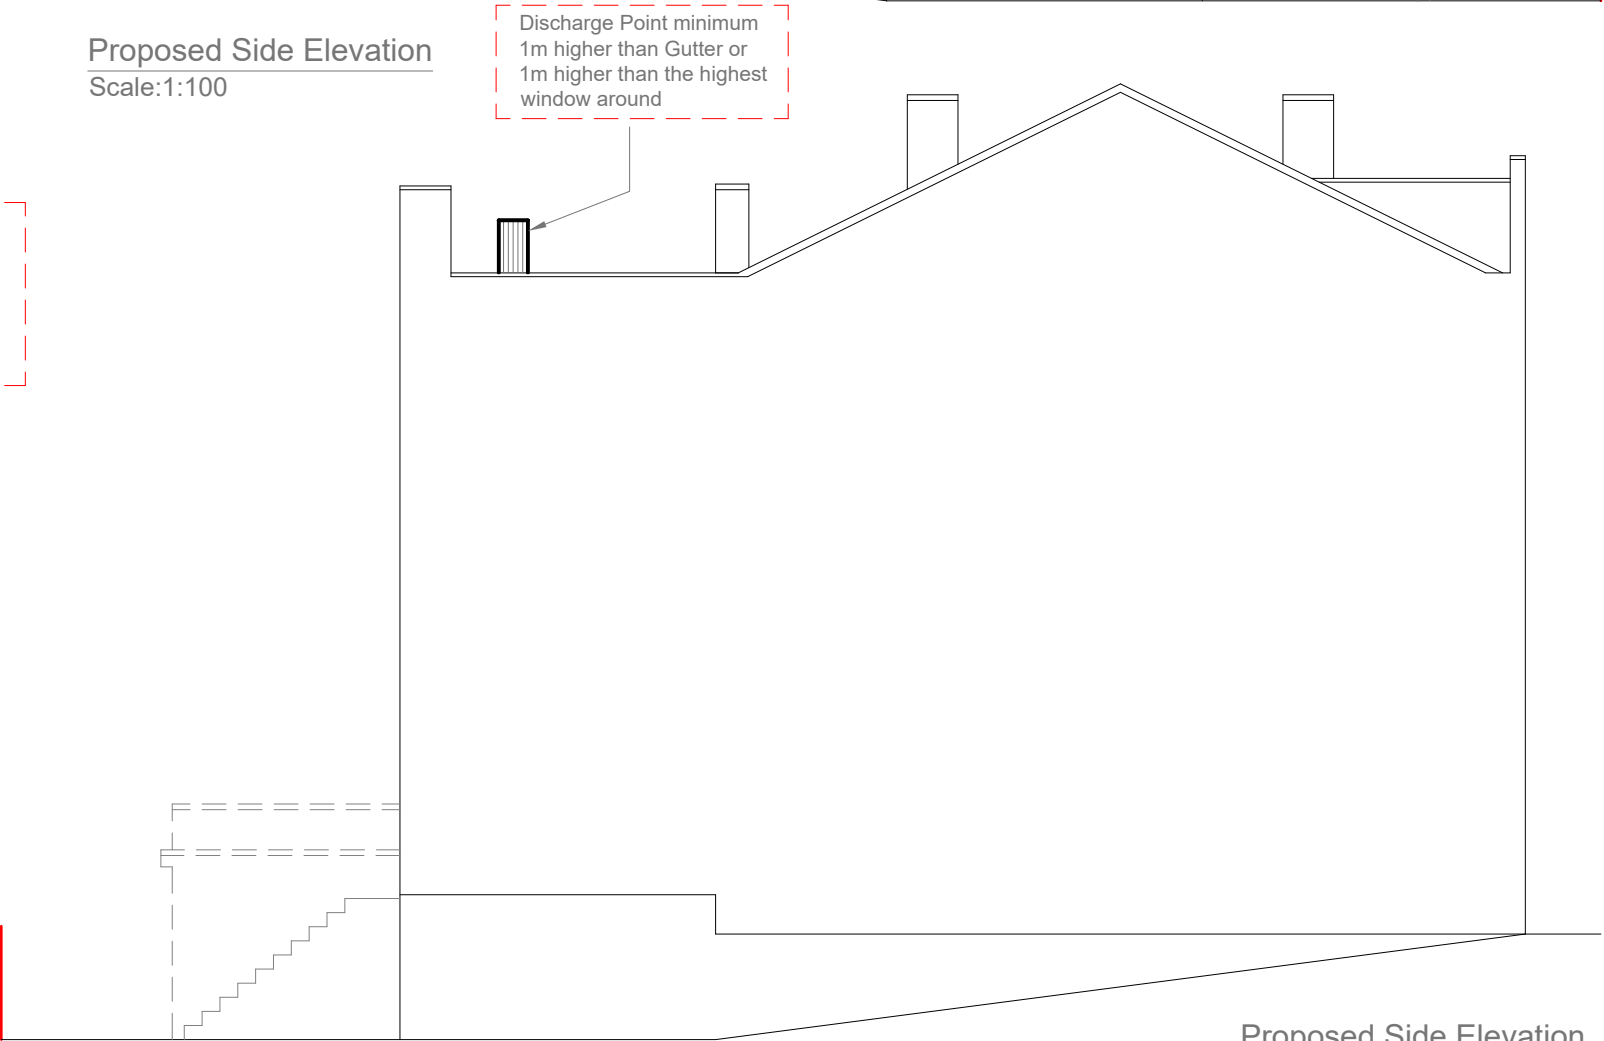 Proposed Side Elevation
Scale:1:100
Discharge Point minimum
1m higher than Gutter or
1m higher than the highest
window around
Proposed Side Elevation